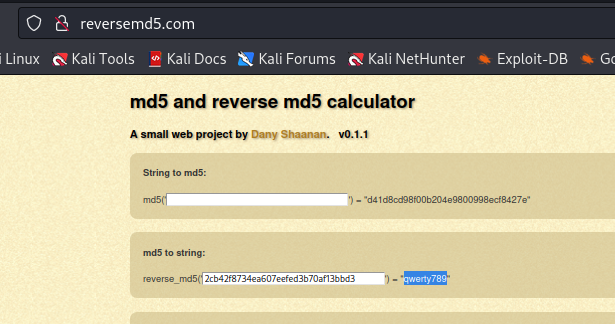 reversemd5.com
Linux Kali Tools Kali Docs Kali Forums Kali NetHunter Exploit-DB
md5 and reverse md5 calculator
A small web project by Dany Shaanan. v0.1.1
String to md5:
md5(' ') = "d41d8cd98f00b204e9800998ecf8427e"
md5 to string:
reverse_md5(' 2cb42f8734ea607eefed3b70af13bbd3 ') = "qwerty789"